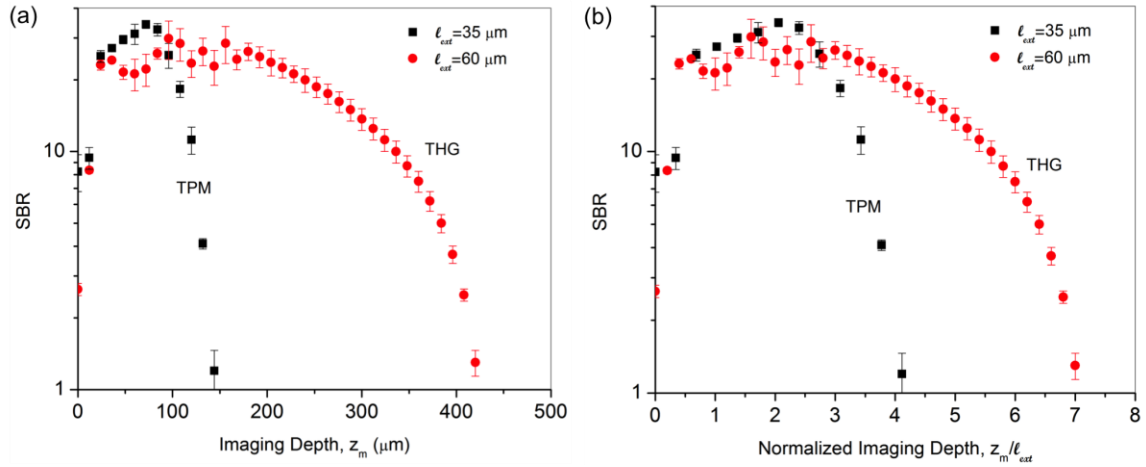 (a)
ℓext=35 μm
ℓext=60 μm
THG
TPM
SBR
10
1
0 100 200 300 400 500
Imaging Depth, zm (μm)
(b)
ℓext=35 μm
ℓext=60 μm
THG
TPM
SBR
10
1
0 1 2 3 4 5 6 7 8
Normalized Imaging Depth, zm/ℓext